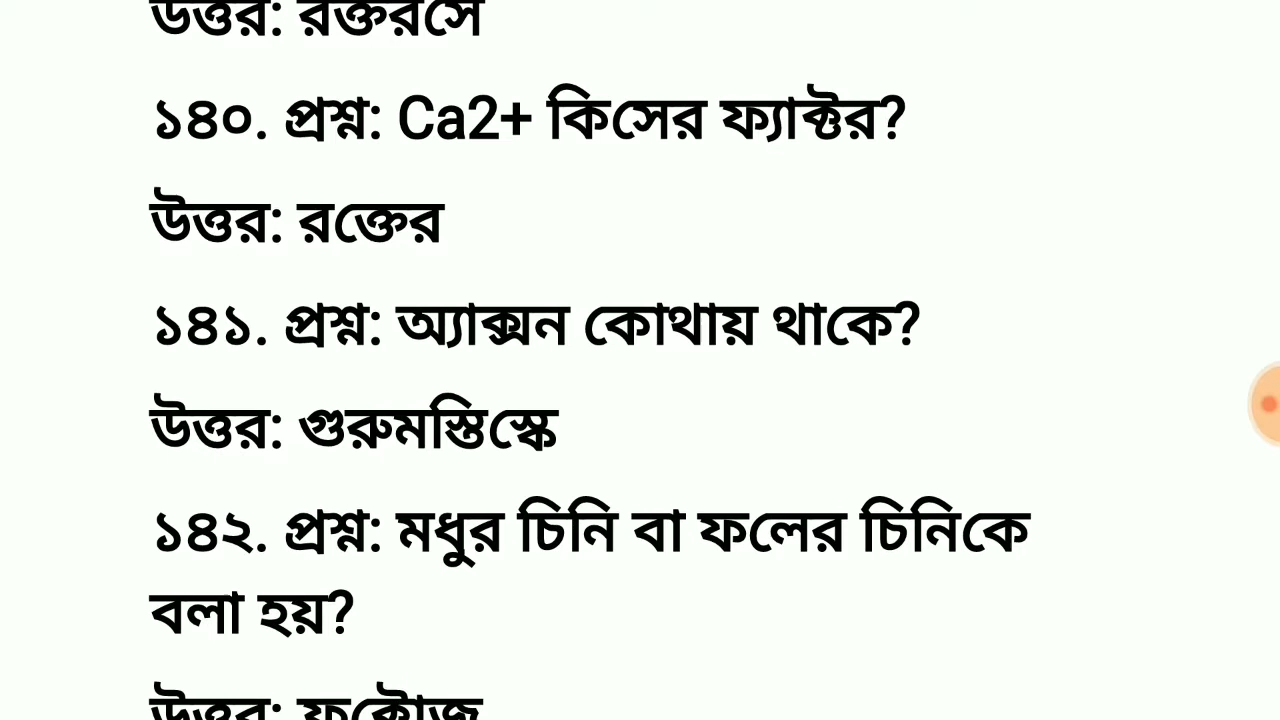 উত্তর: রক্তরসে
১৪০. প্রশ্ন: Ca2+ কিসের ফ্যাক্টর?
উত্তর: রক্তের
১৪১. প্রশ্ন: অ্যাক্সন কোথায় থাকে?
উত্তর: গুরুমস্তিস্কে
১৪২. প্রশ্ন: মধুর চিনি বা ফলের চিনিকে
বলা হয়?
উত্তর: ফ্রুক্টোজ